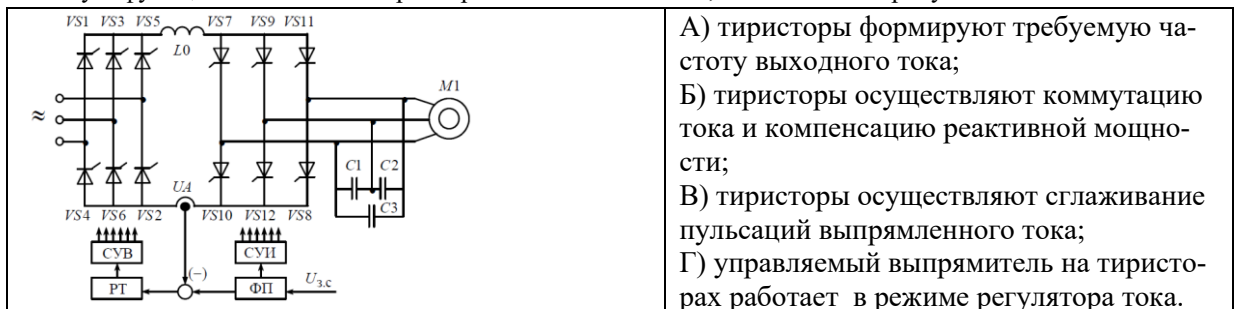 VS1 VS3 VS5 VS7 VS9 VS11
L0
M1
≈
C1 C2
UA
C3
VS4 VS6 VS2 VS10 VS12 VS8
СУВ СУИ
(−)
РТ ФП Uз.с
А) тиристоры формируют требуемую ча-
стоту выходного тока;
Б) тиристоры осуществляют коммутацию
тока и компенсацию реактивной мощно-
сти;
В) тиристоры осуществляют сглаживание
пульсаций выпрямленного тока;
Г) управляемый выпрямитель на тиристо-
рах работает в режиме регулятора тока.